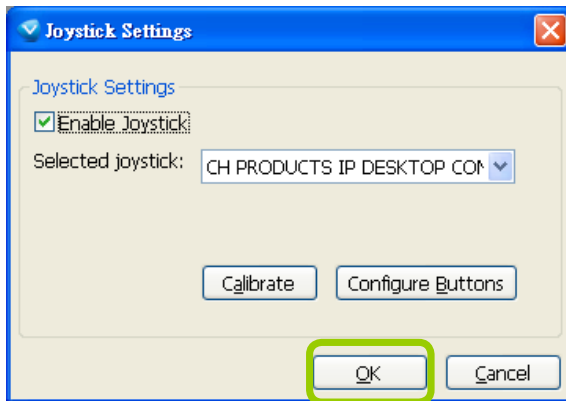 Joystick Settings
Joystick Settings
Enable Joystick
Selected joystick: CH PRODUCTS IP DESKTOP CON
Calibrate Configure Buttons
OK Cancel